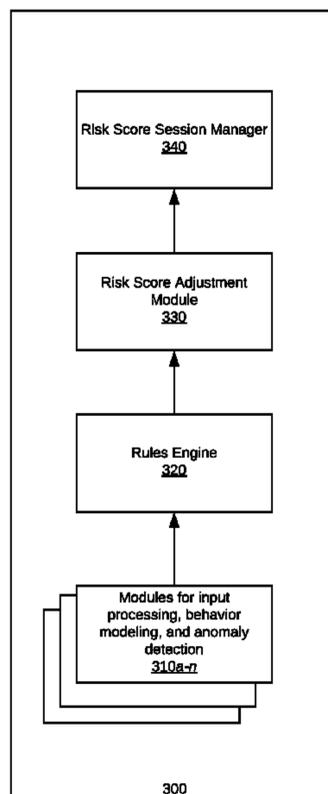 Risk Score Session Manager
340
Risk Score Adjustment
Module
330
Rules Engine
320
Modules for input
processing, behavior
modeling, and anomaly
detection
310a-n
300